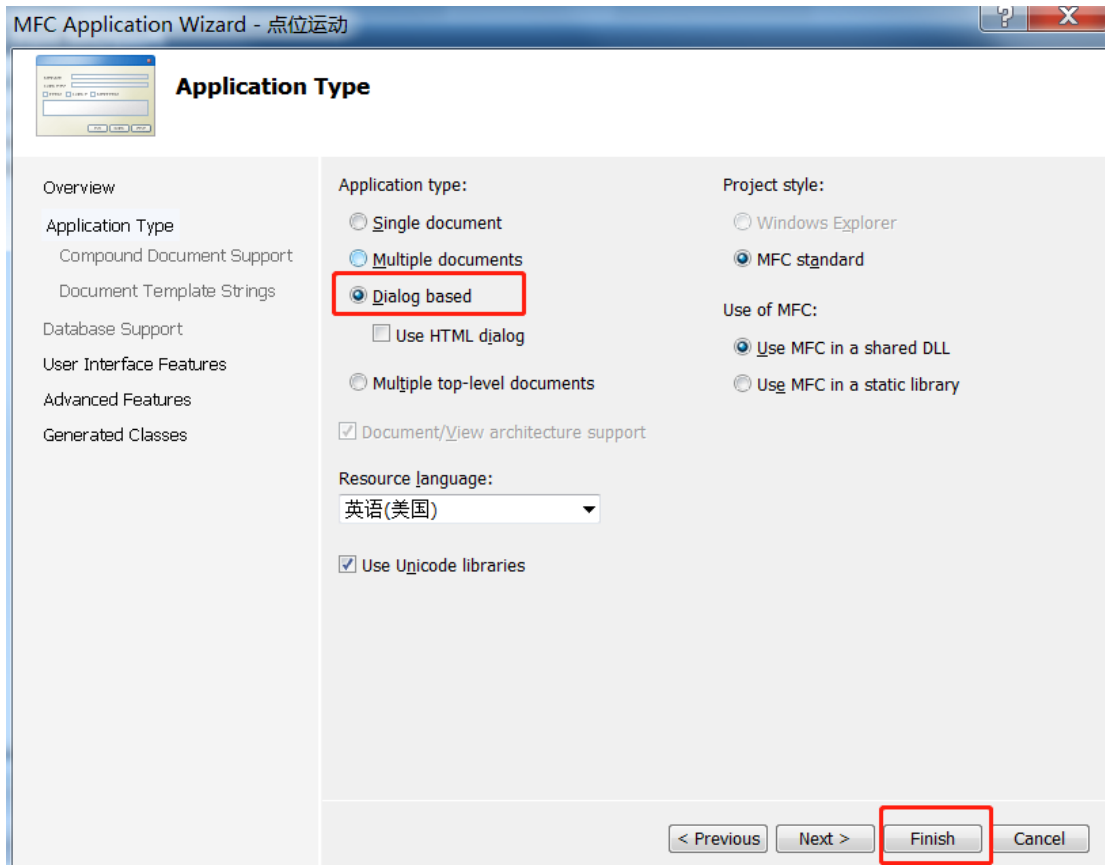 MFC Application Wizard - 点位运动
Application Type
Overview
Application Type
Compound Document Support
Document Template Strings
Database Support
User Interface Features
Advanced Features
Generated Classes
Application type:
Single document
Multiple documents
Dialog based
Use HTML dialog
Multiple top-level documents
Document/View architecture support
Resource language:
英语(美国)
Use Unicode libraries
Project style:
Windows Explorer
MFC standard
Use of MFC:
Use MFC in a shared DLL
Use MFC in a static library
< Previous
Next >
Finish
Cancel